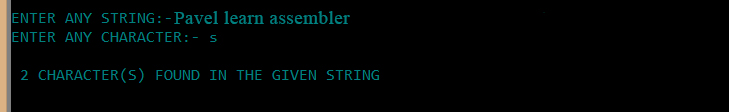 ENTER ANY STRING:-Pavel learn assembler
ENTER ANY CHARACTER:- s
2 CHARACTER(S) FOUND IN THE GIVEN STRING